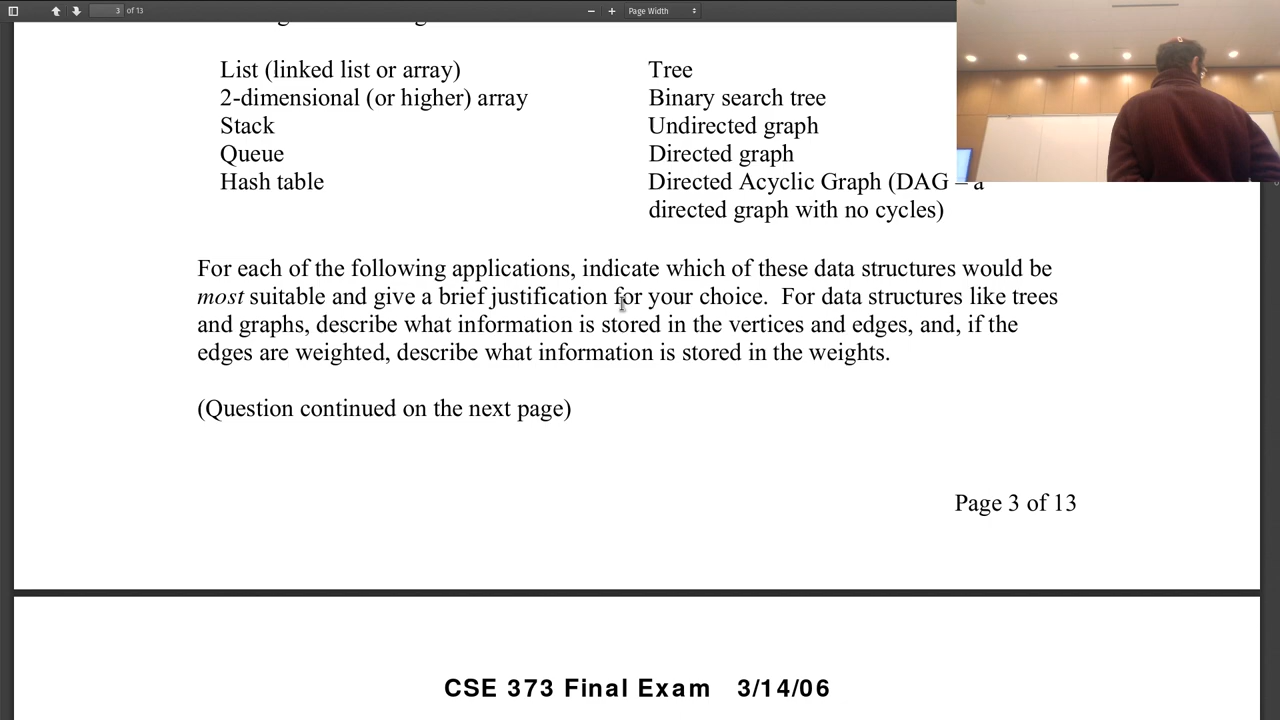 3 of 13
Page Width
List (linked list or array)
2-dimensional (or higher) array
Stack
Queue
Hash table
Tree
Binary search tree
Undirected graph
Directed graph
Directed Acyclic Graph (DAG – a
directed graph with no cycles)
For each of the following applications, indicate which of these data structures would be
most suitable and give a brief justification for your choice.  For data structures like trees
and graphs, describe what information is stored in the vertices and edges, and, if the
edges are weighted, describe what information is stored in the weights.
(Question continued on the next page)
Page 3 of 13
CSE 373 Final Exam 3/14/06